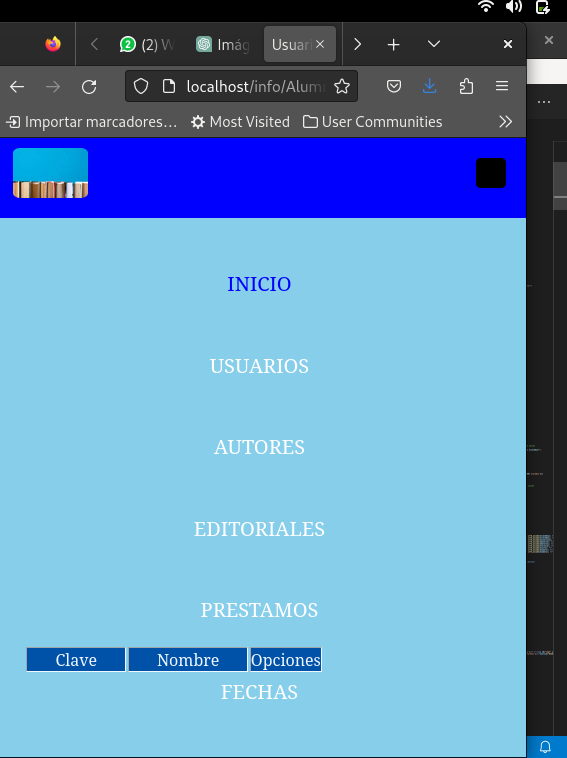 (2) W
Imág
Usuari
localhost/info/Alum
Importar marcadores...
Most Visited
User Communities
INICIO
USUARIOS
AUTORES
EDITORIALES
PRESTAMOS
Clave Nombre Opciones
FECHAS